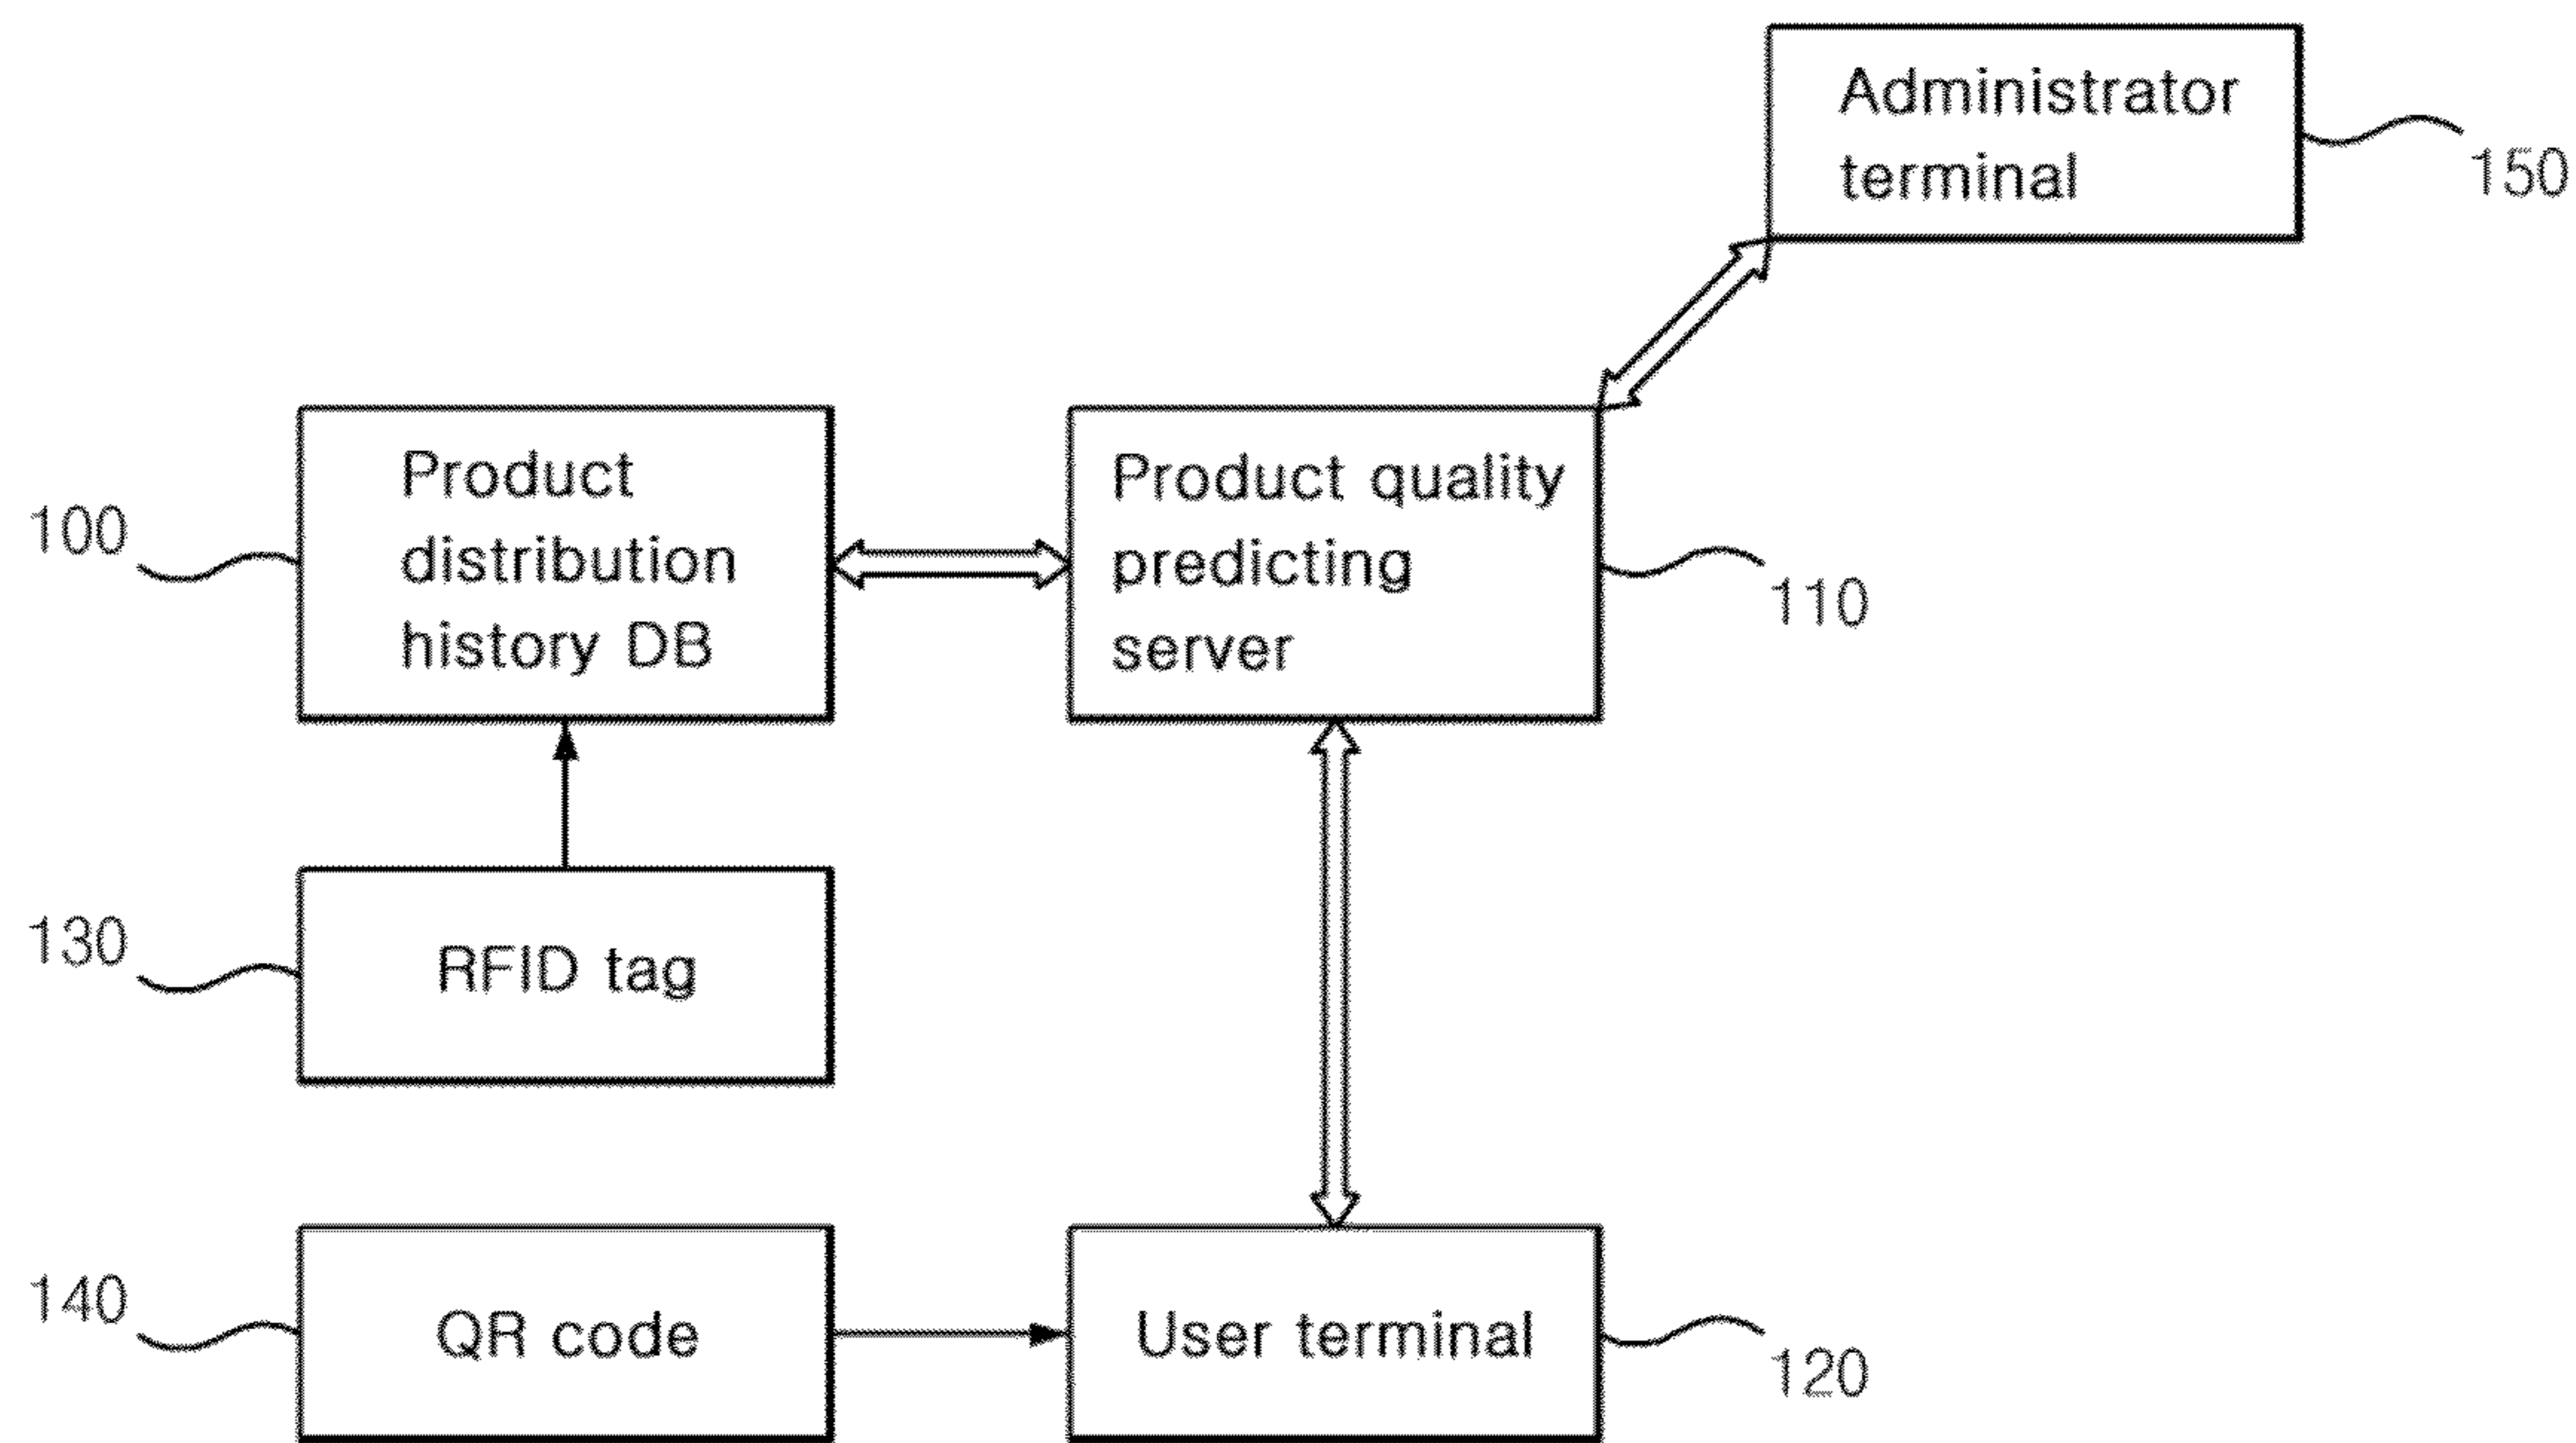 Administrator
terminal
150
Product
distribution
history DB
100
Product quality
predicting
server
110
RFID tag
130
QR code
140
User terminal
120